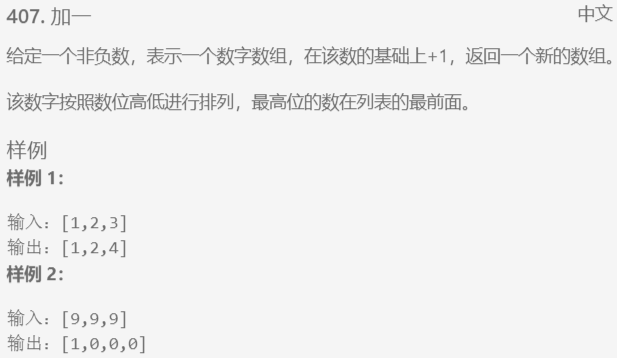 407. 加一
中文
给定一个非负数，表示一个数字数组，在该数的基础上+1，返回一个新的数组。
该数字按照数位高低进行排列，最高位的数在列表的最前面。
样例
样例 1：
输入：[1,2,3]
输出：[1,2,4]
样例 2：
输入：[9,9,9]
输出：[1,0,0,0]